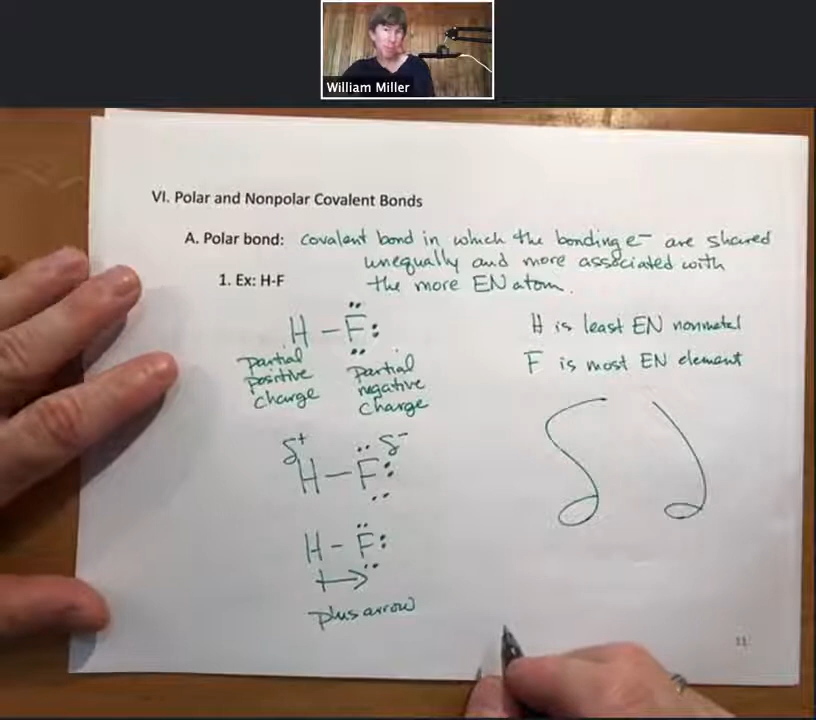 William Miller
VI. Polar and Nonpolar Covalent Bonds
A. Polar bond: covalent bond in which the bonding e⁻ are shared
unequally and more associated with
the more EN atom.
1. Ex: H-F
H – F
H is least EN nonmetal
F is most EN element
partial
positive
charge
Partial
negative
charge
δ⁺ δ⁻
H – F
δ
H – F
plus arrow
11